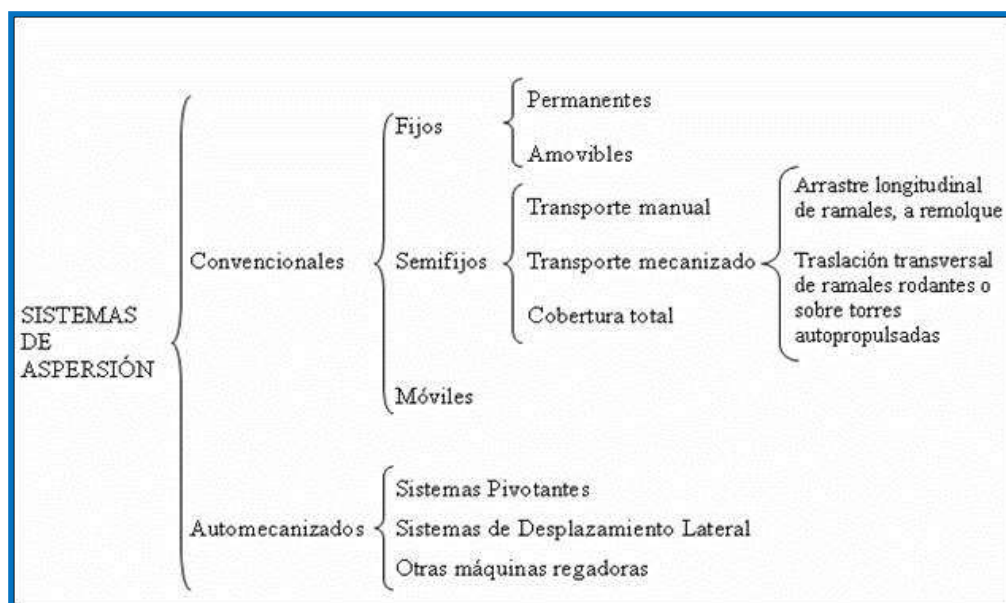 SISTEMAS
DE
ASPERSIÓN
Convencionales
Fijos
Permanentes
Amovibles
Semifijos
Transporte manual
Transporte mecanizado
Arrastre longitudinal
de ramales, a remolque
Traslación transversal
de ramales rodantes o
sobre torres
autopropulsadas
Cobertura total
Móviles
Automecanizados
Sistemas Pivotantes
Sistemas de Desplazamiento Lateral
Otras máquinas regadoras